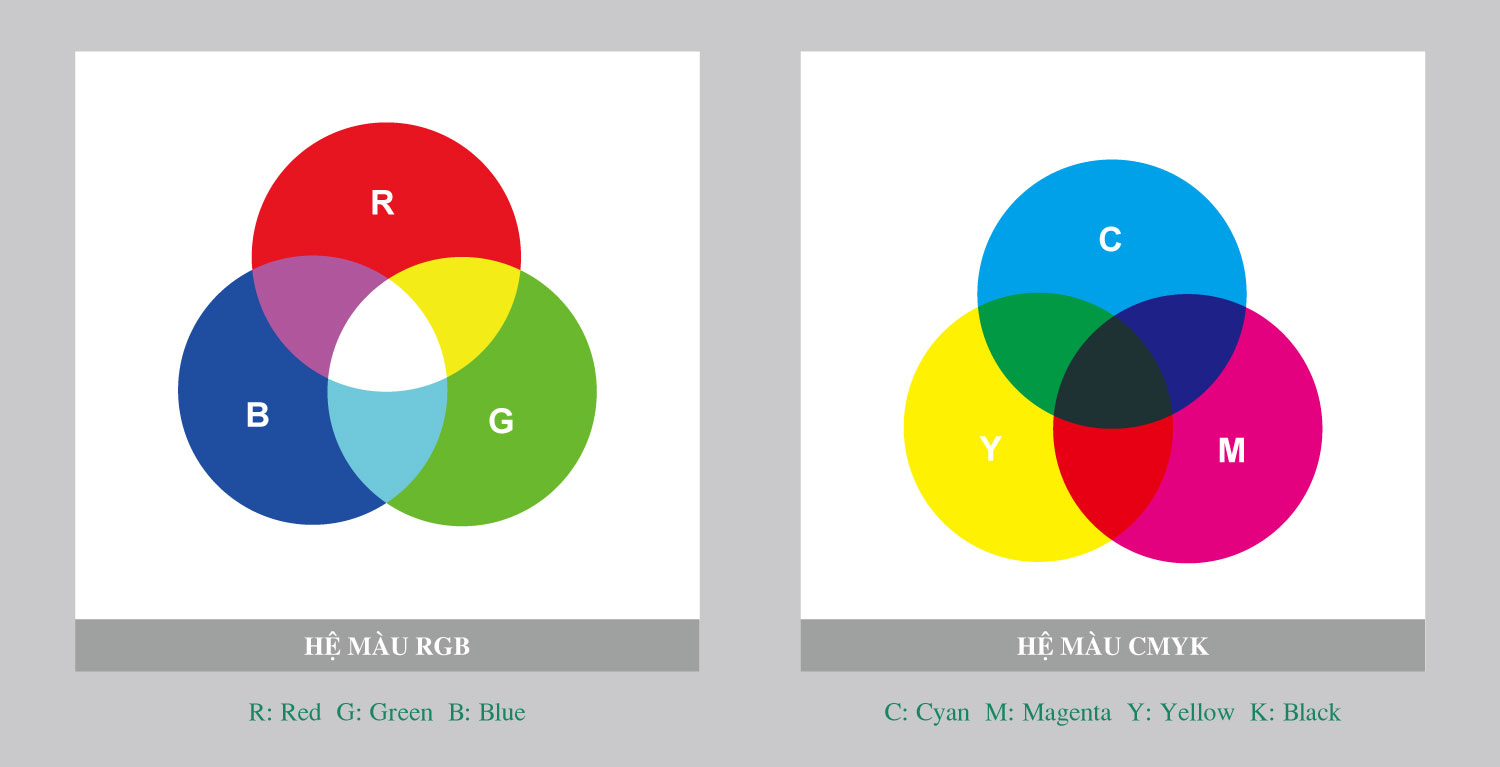 R
B
G
HỆ MÀU RGB
R: Red G: Green B: Blue
C
Y
M
HỆ MÀU CMYK
C: Cyan M: Magenta Y: Yellow K: Black